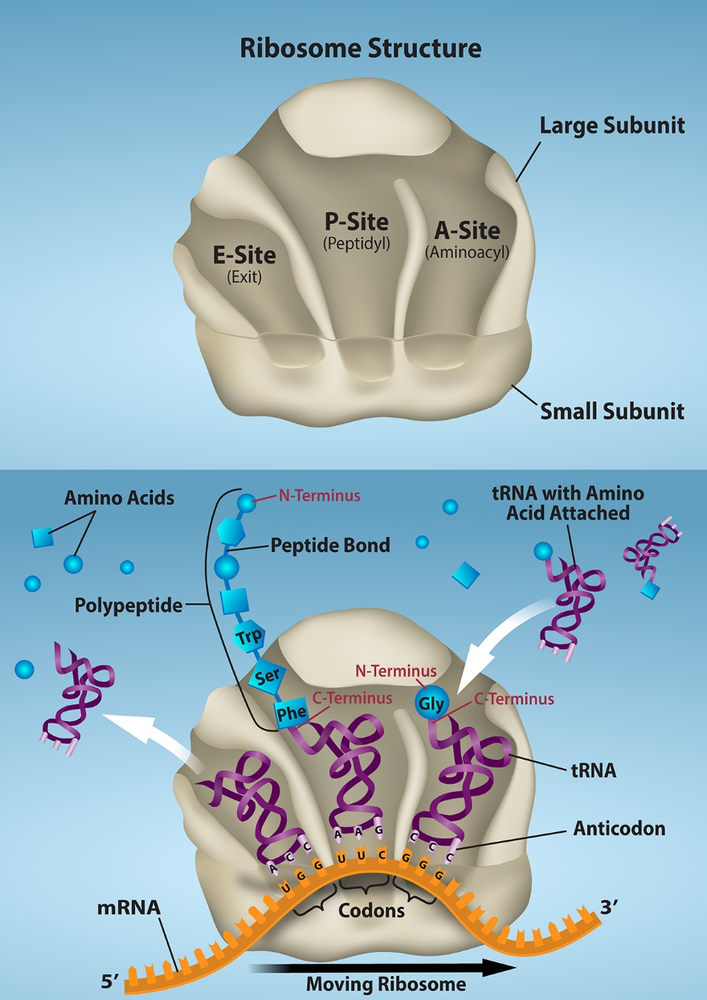 Ribosome Structure
Large Subunit
P-Site
(Peptidyl)
A-Site
(Aminoacyl)
E-Site
(Exit)
Small Subunit
Amino Acids
N-Terminus
tRNA with Amino
Acid Attached
Peptide Bond
Polypeptide
Trp
Ser
N-Terminus
C-Terminus
Phe
Gly
C-Terminus
tRNA
Anticodon
A C C
A A G
C C C
U G G U U C G G G
mRNA
Codons
3’
5’
Moving Ribosome